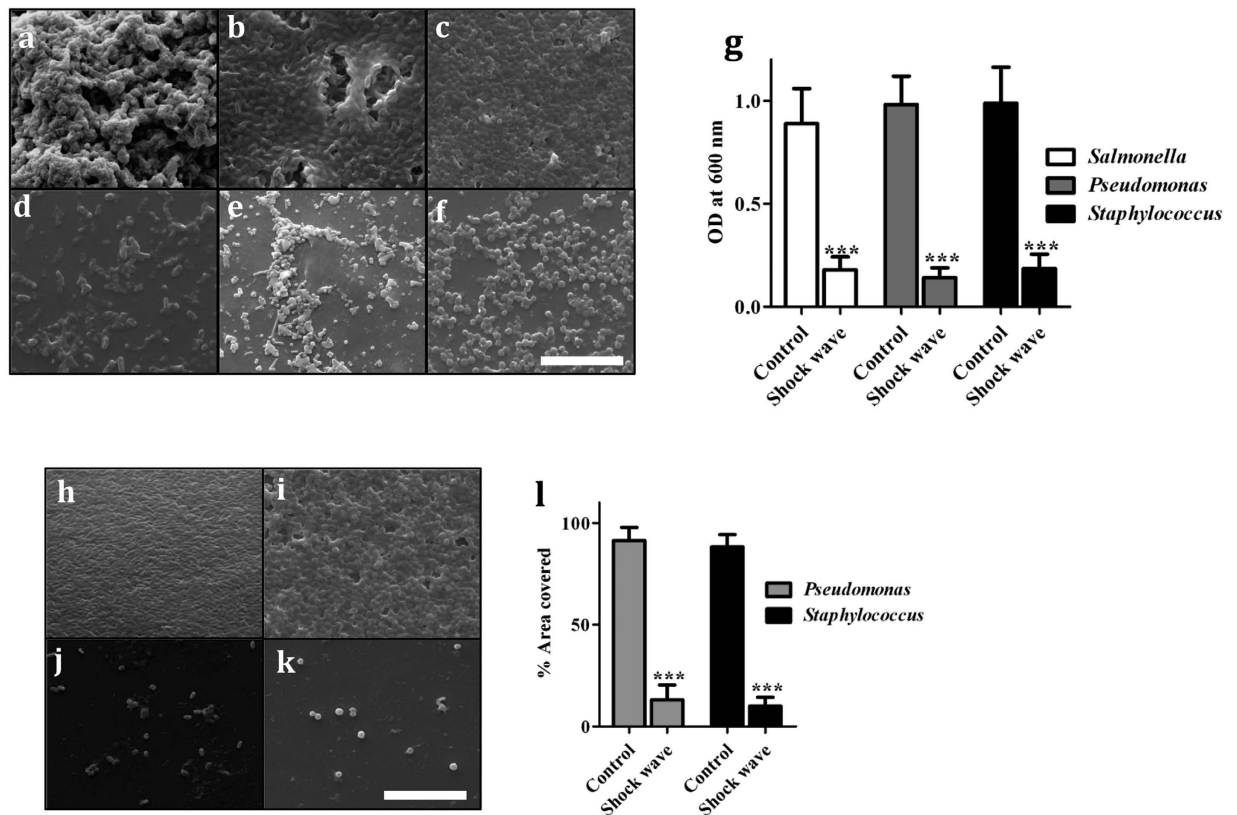 a
b
c
d
e
f
g
OD at 600 nm
1.0
0.5
0.0
***
***
***
Control
Shock wave
Control
Shock wave
Control
Shock wave
Salmonella
Pseudomonas
Staphylococcus
h
i
j
k
l
% Area covered
100
50
0
***
***
Control
Shock wave
Control
Shock wave
Pseudomonas
Staphylococcus